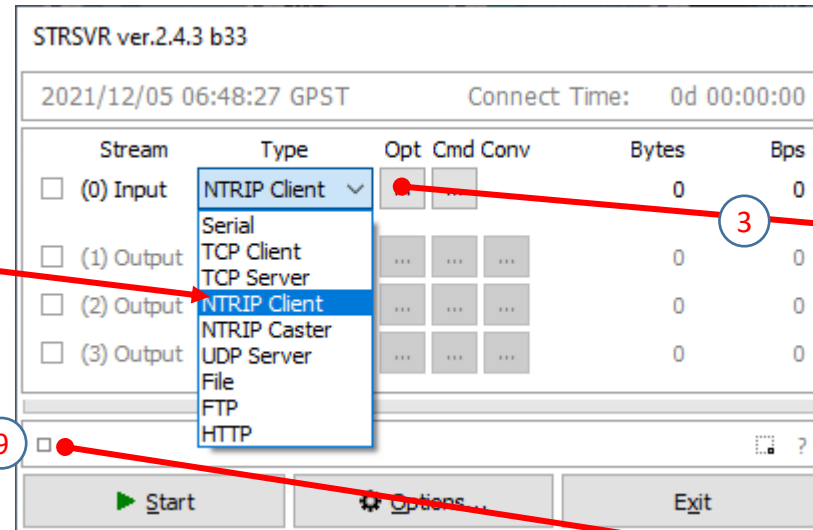 STRSVR ver.2.4.3 b33
2021/12/05 06:48:27 GPST Connect Time: 0d 00:00:00
Stream Type Opt Cmd Conv Bytes Bps
(0) Input NTRIP Client ... ... 0 0
3
Serial
(1) Output TCP Client ... ... ... 0 0
TCP Server
(2) Output NTRIP Client ... ... ... 0 0
NTRIP Caster
(3) Output UDP Server ... ... ... 0 0
File
FTP
HTTP
9 ?
Start Options... Exit